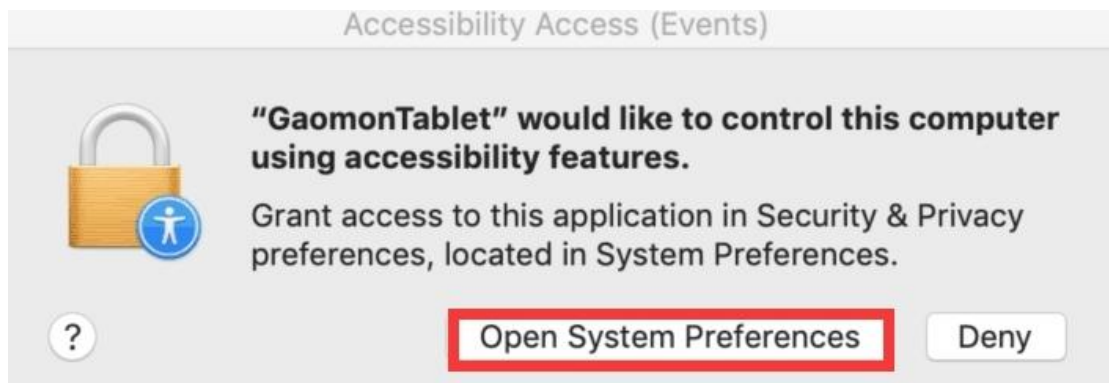 Accessibility Access (Events)
“GaomonTablet” would like to control this computer
using accessibility features.
Grant access to this application in Security & Privacy
preferences, located in System Preferences.
?
Open System Preferences
Deny